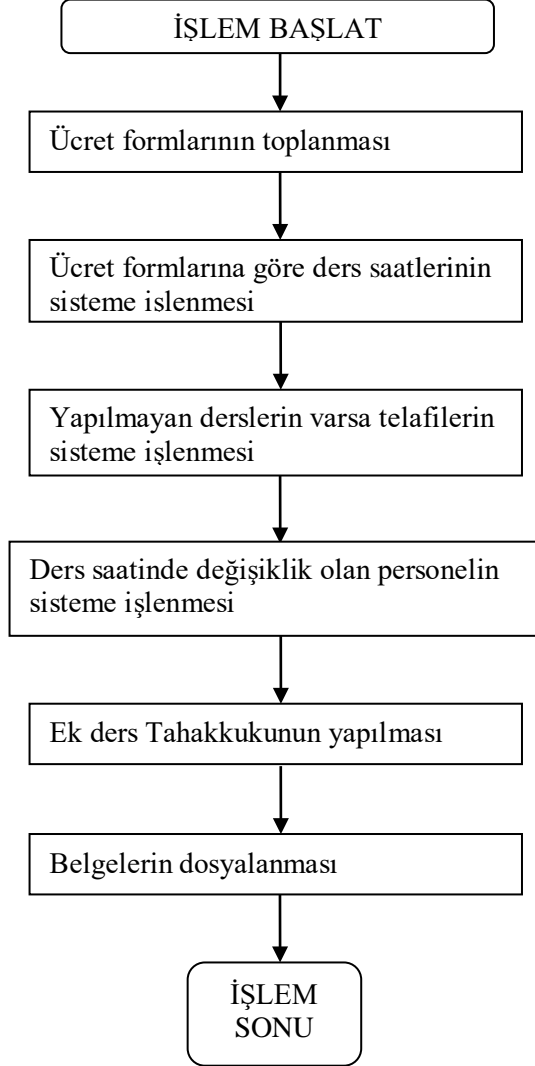 İŞLEM BAŞLAT
Ücret formlarının toplanması
Ücret formlarına göre ders saatlerinin
sisteme işlenmesi
Yapılmayan derslerin varsa telafilerin
sisteme işlenmesi
Ders saatinde değişiklik olan personelin
sisteme işlenmesi
Ek ders Tahakkukunun yapılması
Belgelerin dosyalanması
İŞLEM
SONU